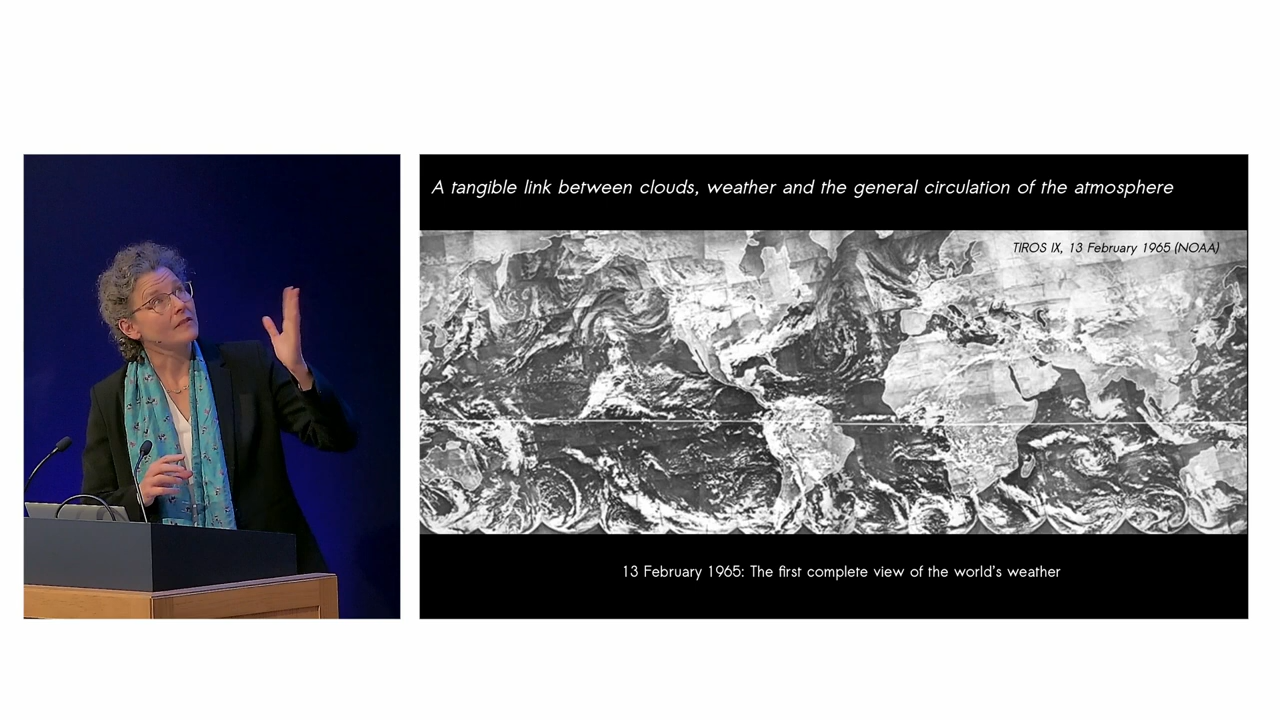 A tangible link between clouds, weather and the general circulation of the atmosphere
TIROS IX, 13 February 1965 (NOAA)
13 February 1965: The first complete view of the world's weather